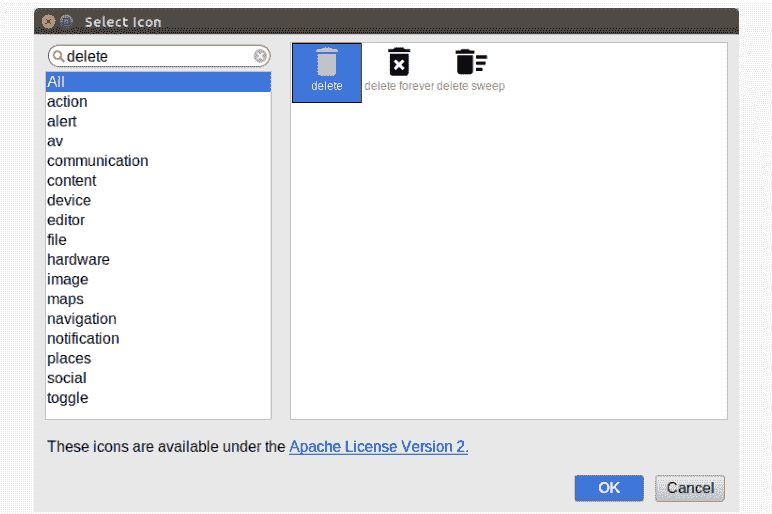 Select Icon
delete
All
action
alert
av
communication
content
device
editor
file
hardware
image
maps
navigation
notification
places
social
toggle
delete
delete forever
delete sweep
These icons are available under the Apache License Version 2.
OK
Cancel